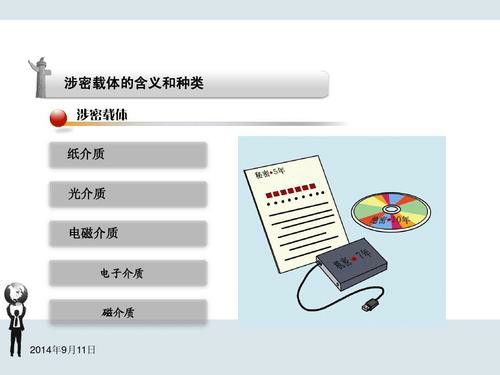 涉密载体的含义和种类
涉密载体
纸介质
光介质
电磁介质
电子介质
磁介质
秘密★5年
机密★10年
秘密★7年
2014年9月11日